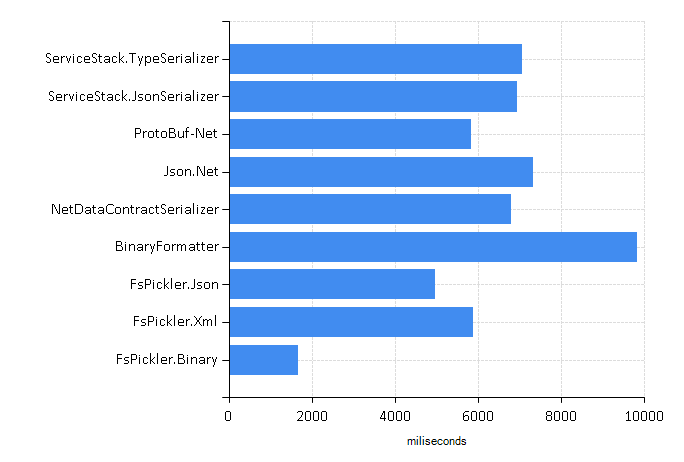 ServiceStack.TypeSerializer
ServiceStack.JsonSerializer
ProtoBuf-Net
Json.Net
NetDataContractSerializer
BinaryFormatter
FsPickler.Json
FsPickler.Xml
FsPickler.Binary
0 2000 4000 6000 8000 10000
miliseconds